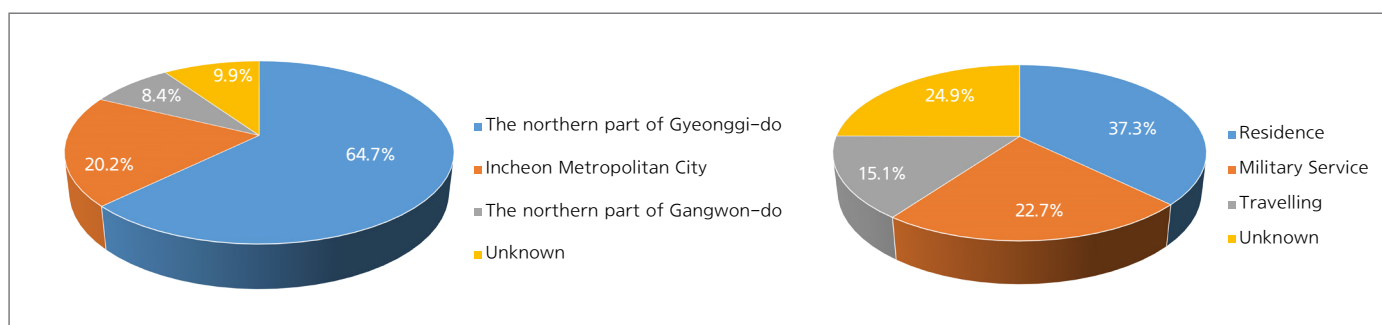 9.9%
8.4%
20.2%
64.7%
The northern part of Gyeonggi-do
Incheon Metropolitan City
The northern part of Gangwon-do
Unknown
24.9%
37.3%
15.1%
22.7%
Residence
Military Service
Travelling
Unknown